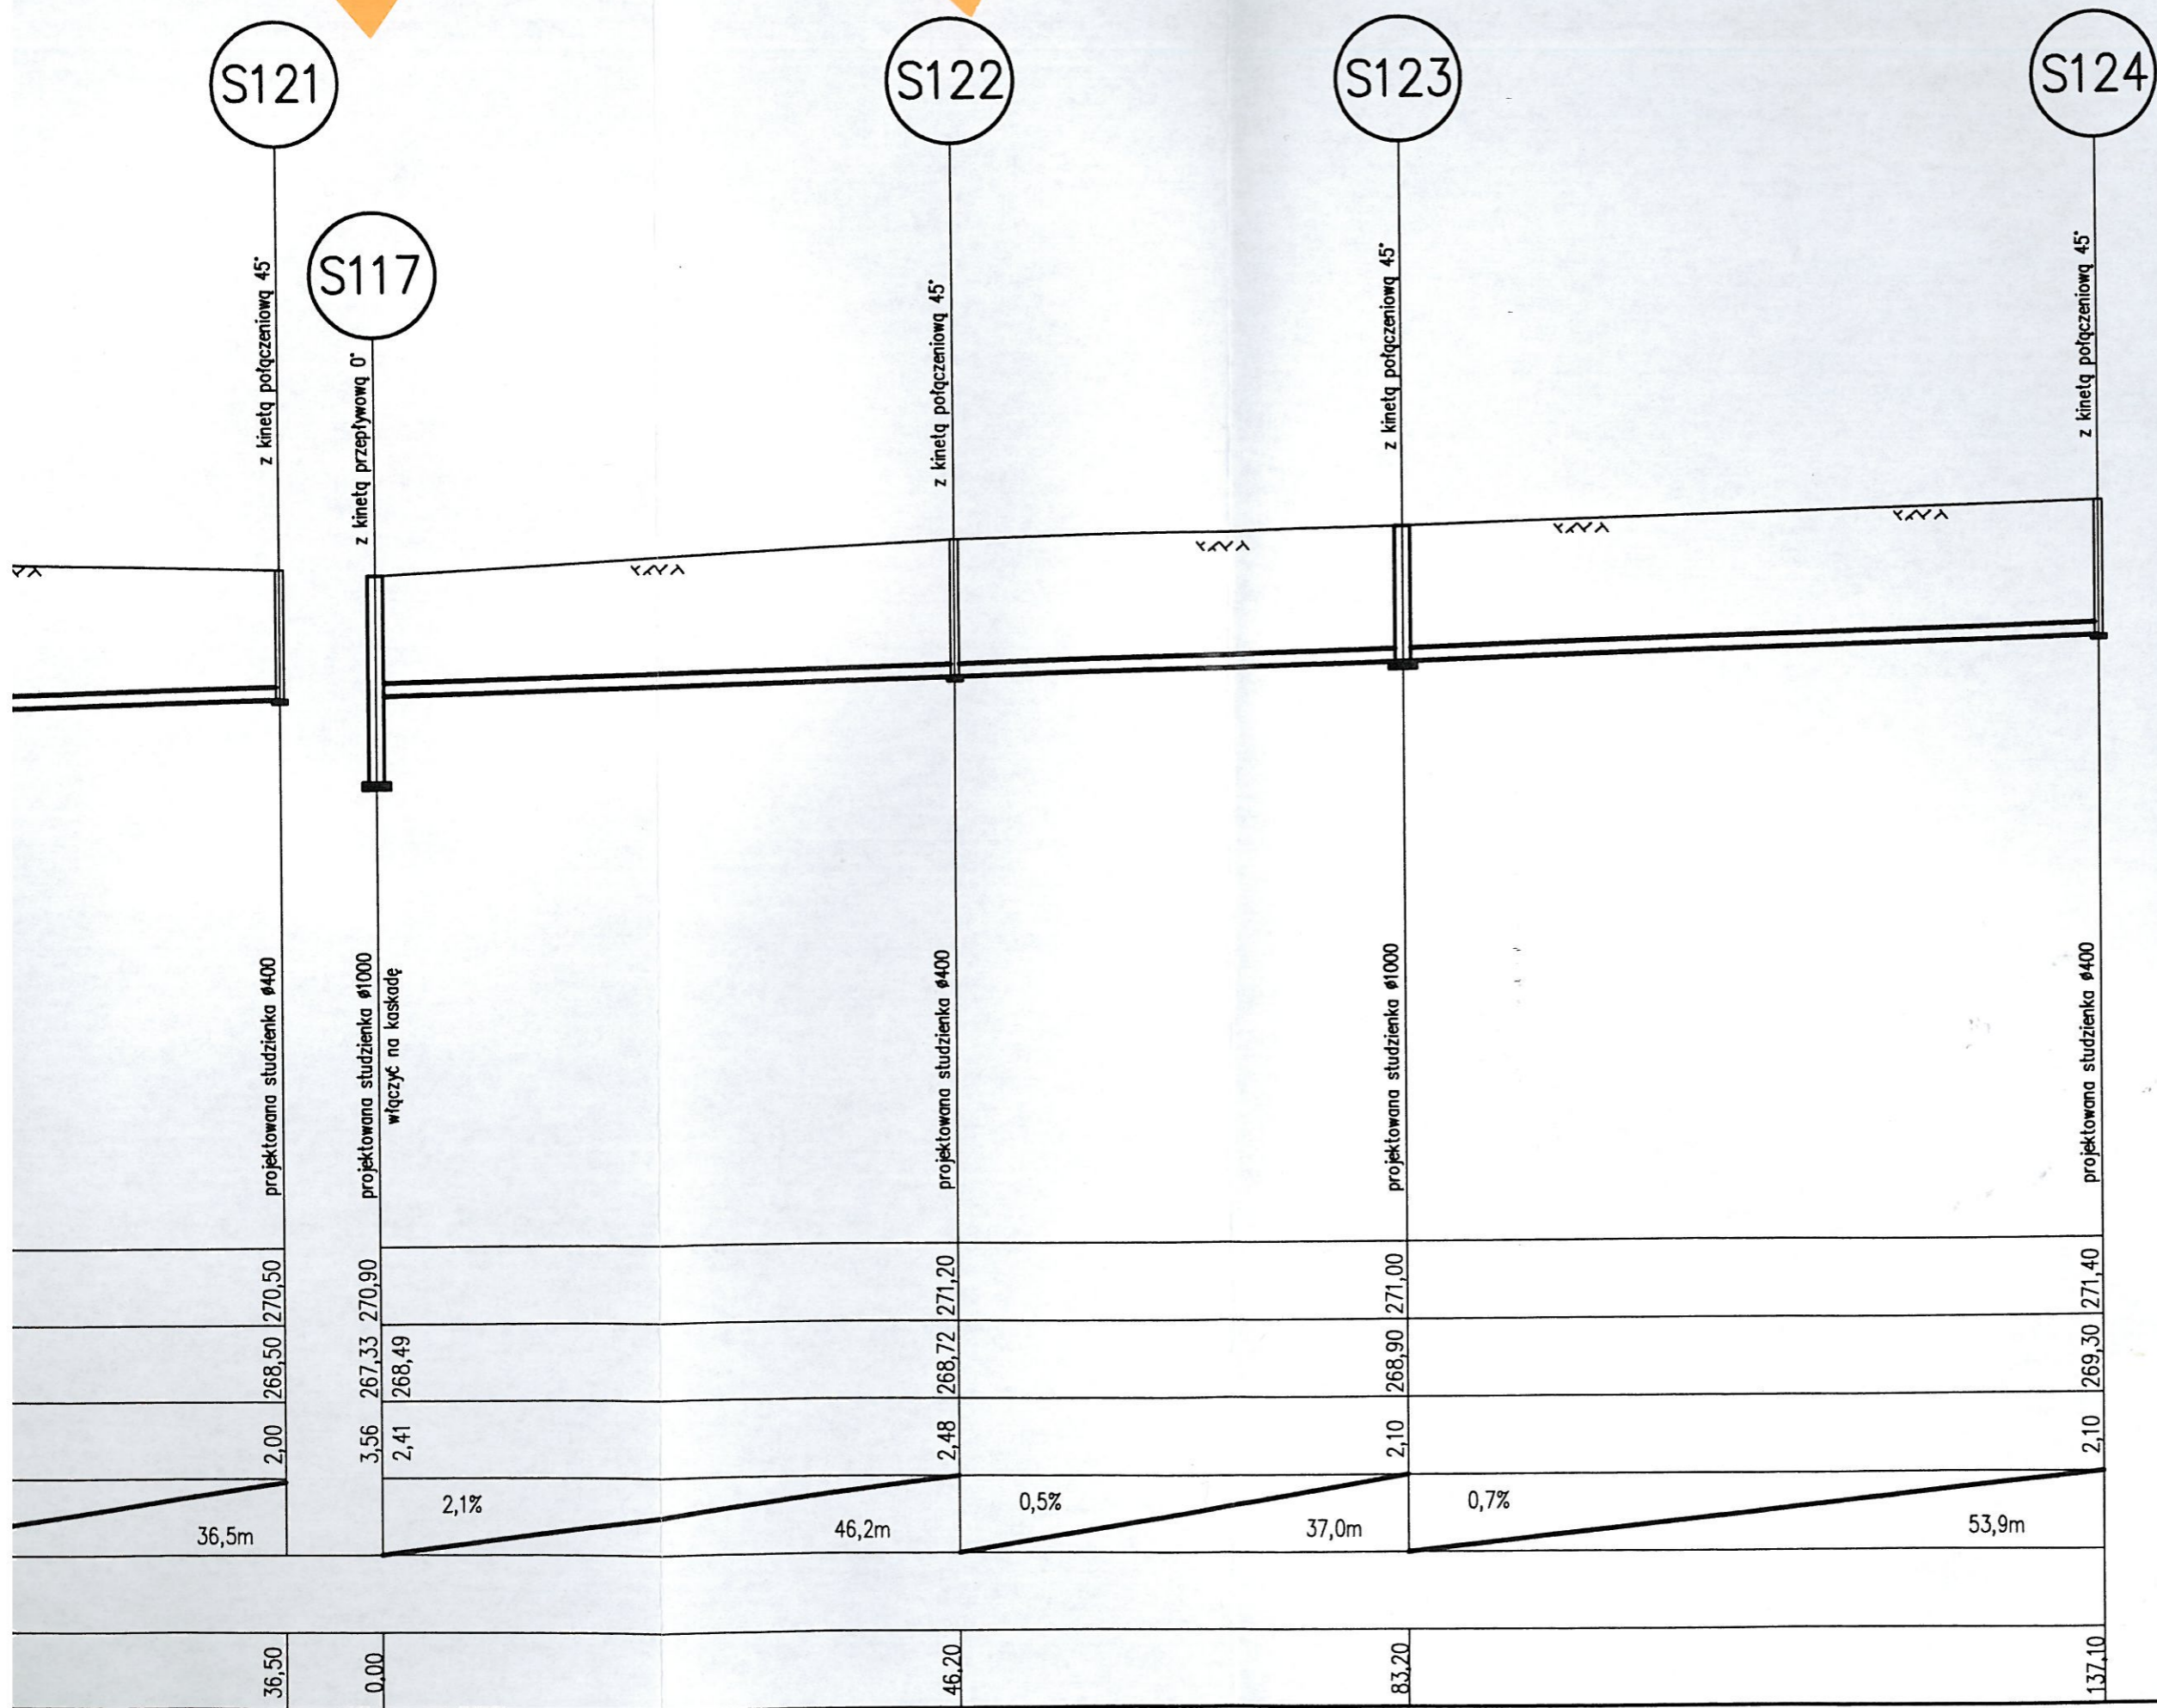 S121
S122
S123
S124
S117
z kinetą połączeniową 45°
z kinetą przepływową 0°
z kinetą połączeniową 45°
z kinetą połączeniową 45°
z kinetą połączeniową 45°
projektowana studzienka ø400
projektowana studzienka ø1000
włączyć na kaskadę
projektowana studzienka ø400
projektowana studzienka ø1000
projektowana studzienka ø400
270,50
270,90
271,20
271,00
271,40
268,50
267,33
268,49
268,72
268,90
269,30
2,00
3,56
2,41
2,48
2,10
2,10
36,5m
2,1%
46,2m
0,5%
37,0m
0,7%
53,9m
36,50
0,00
46,20
83,20
137,10